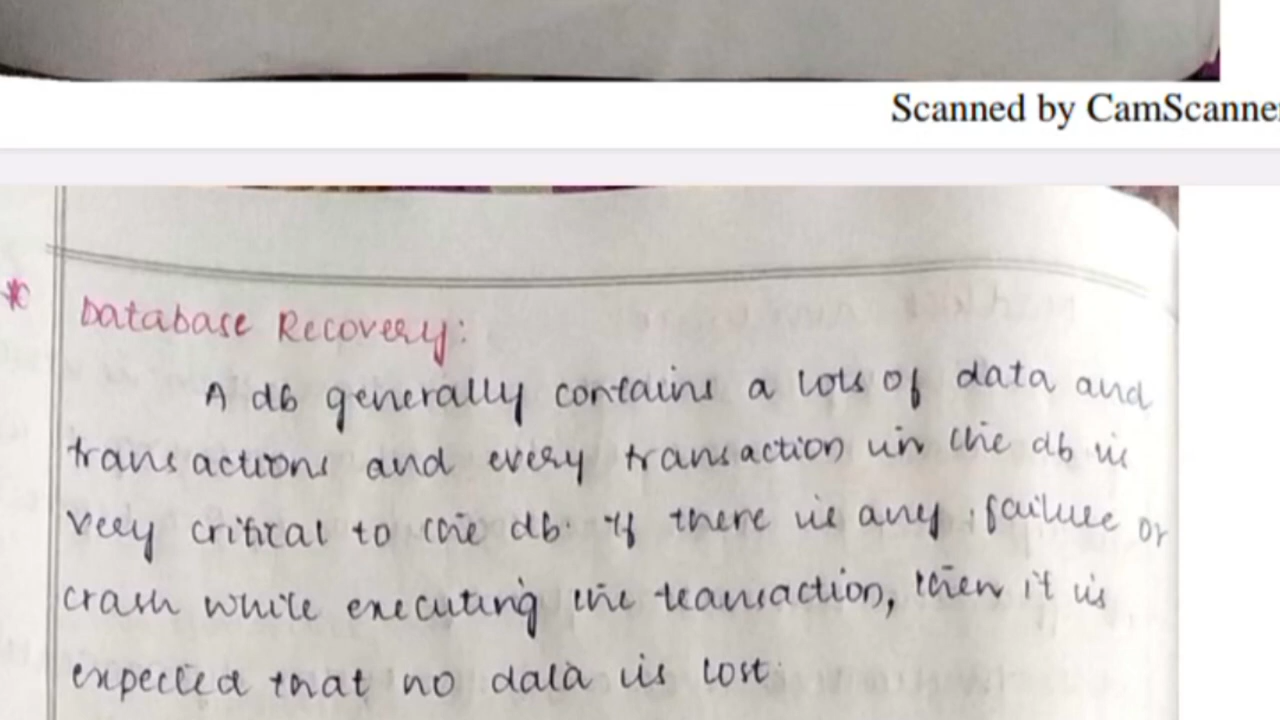 Scanned by CamScanne
* Database Recovery:
A db generally contains a lots of data and
transactions and every transaction in the db is
very critical to the db. If there is any failure or
crash while executing the transaction, then it is
expected that no data is lost.